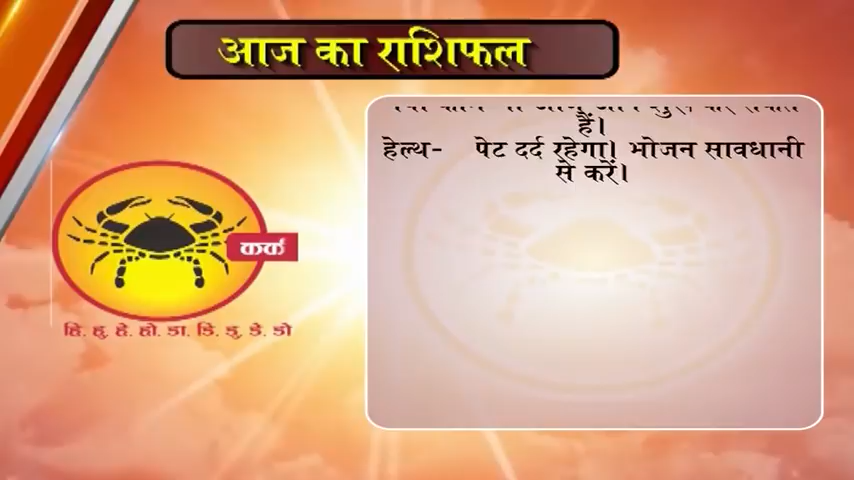 आज का राशिफल
हैं।
हेल्थ- पेट दर्द रहेगा। भोजन सावधानी
से करें।
कर्क
हि. हु. हे. हो. डा. डि. डु. डे. डो